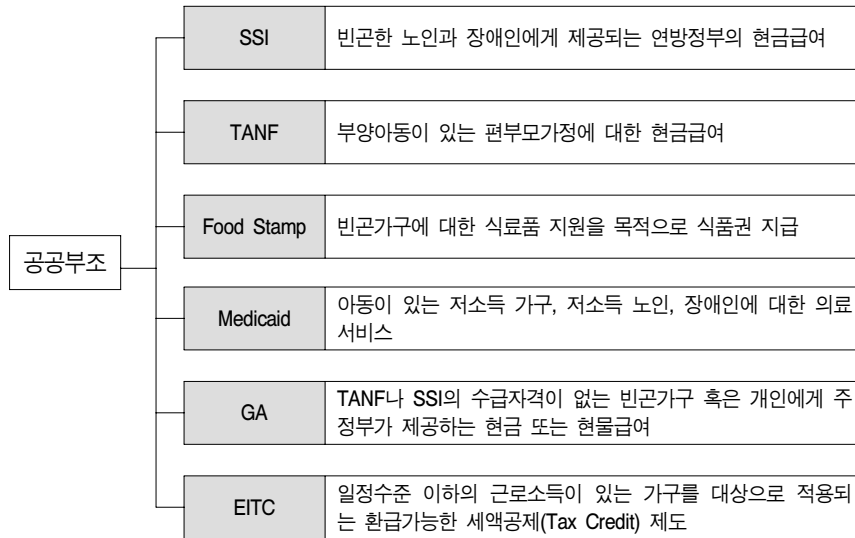 SSI
빈곤한 노인과 장애인에게 제공되는 연방정부의 현금급여
TANF
부양아동이 있는 편부모가정에 대한 현금급여
Food Stamp
빈곤가구에 대한 식료품 지원을 목적으로 식품권 지급
공공부조
Medicaid
아동이 있는 저소득 가구, 저소득 노인, 장애인에 대한 의료
서비스
GA
TANF나 SSI의 수급자격이 없는 빈곤가구 혹은 개인에게 주
정부가 제공하는 현금 또는 현물급여
EITC
일정수준 이하의 근로소득이 있는 가구를 대상으로 적용되
는 환급가능한 세액공제(Tax Credit) 제도